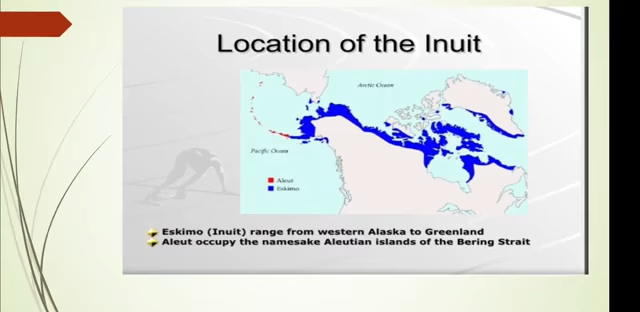 Location of the Inuit
Arctic Ocean
Pacific Ocean
Aleut
Eskimo
Eskimo (Inuit) range from western Alaska to Greenland
Aleut occupy the namesake Aleutian islands of the Bering Strait